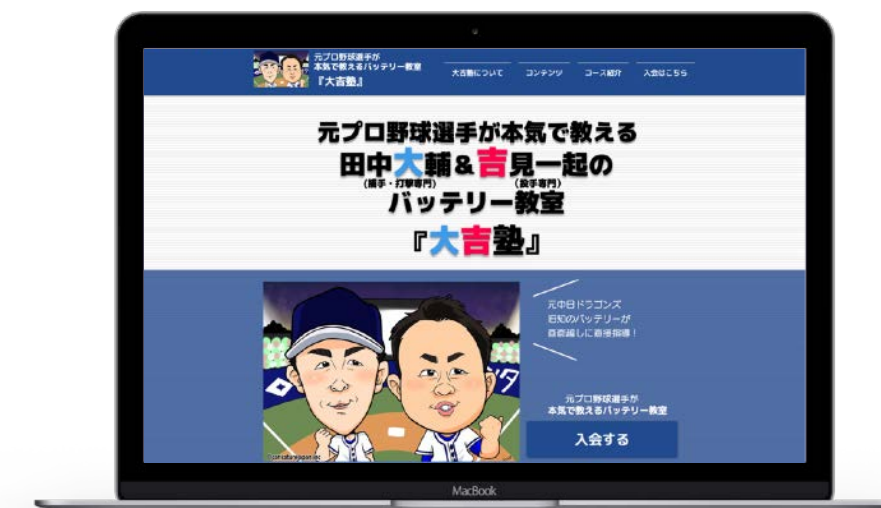 元プロ野球選手が
本気で教えるバッテリー教室
『大吉塾』
大吉塾について
コンテンツ
コース紹介
入会はこちら
元プロ野球選手が本気で教える
田中大輔&吉見一起の
(捕手・打撃専門)
(投手専門)
バッテリー教室
『大吉塾』
元中日ドラゴンズ
旧知のバッテリーが
画面越しに直接指導!
元プロ野球選手が
本気で教えるバッテリー教室
入会する
MacBook